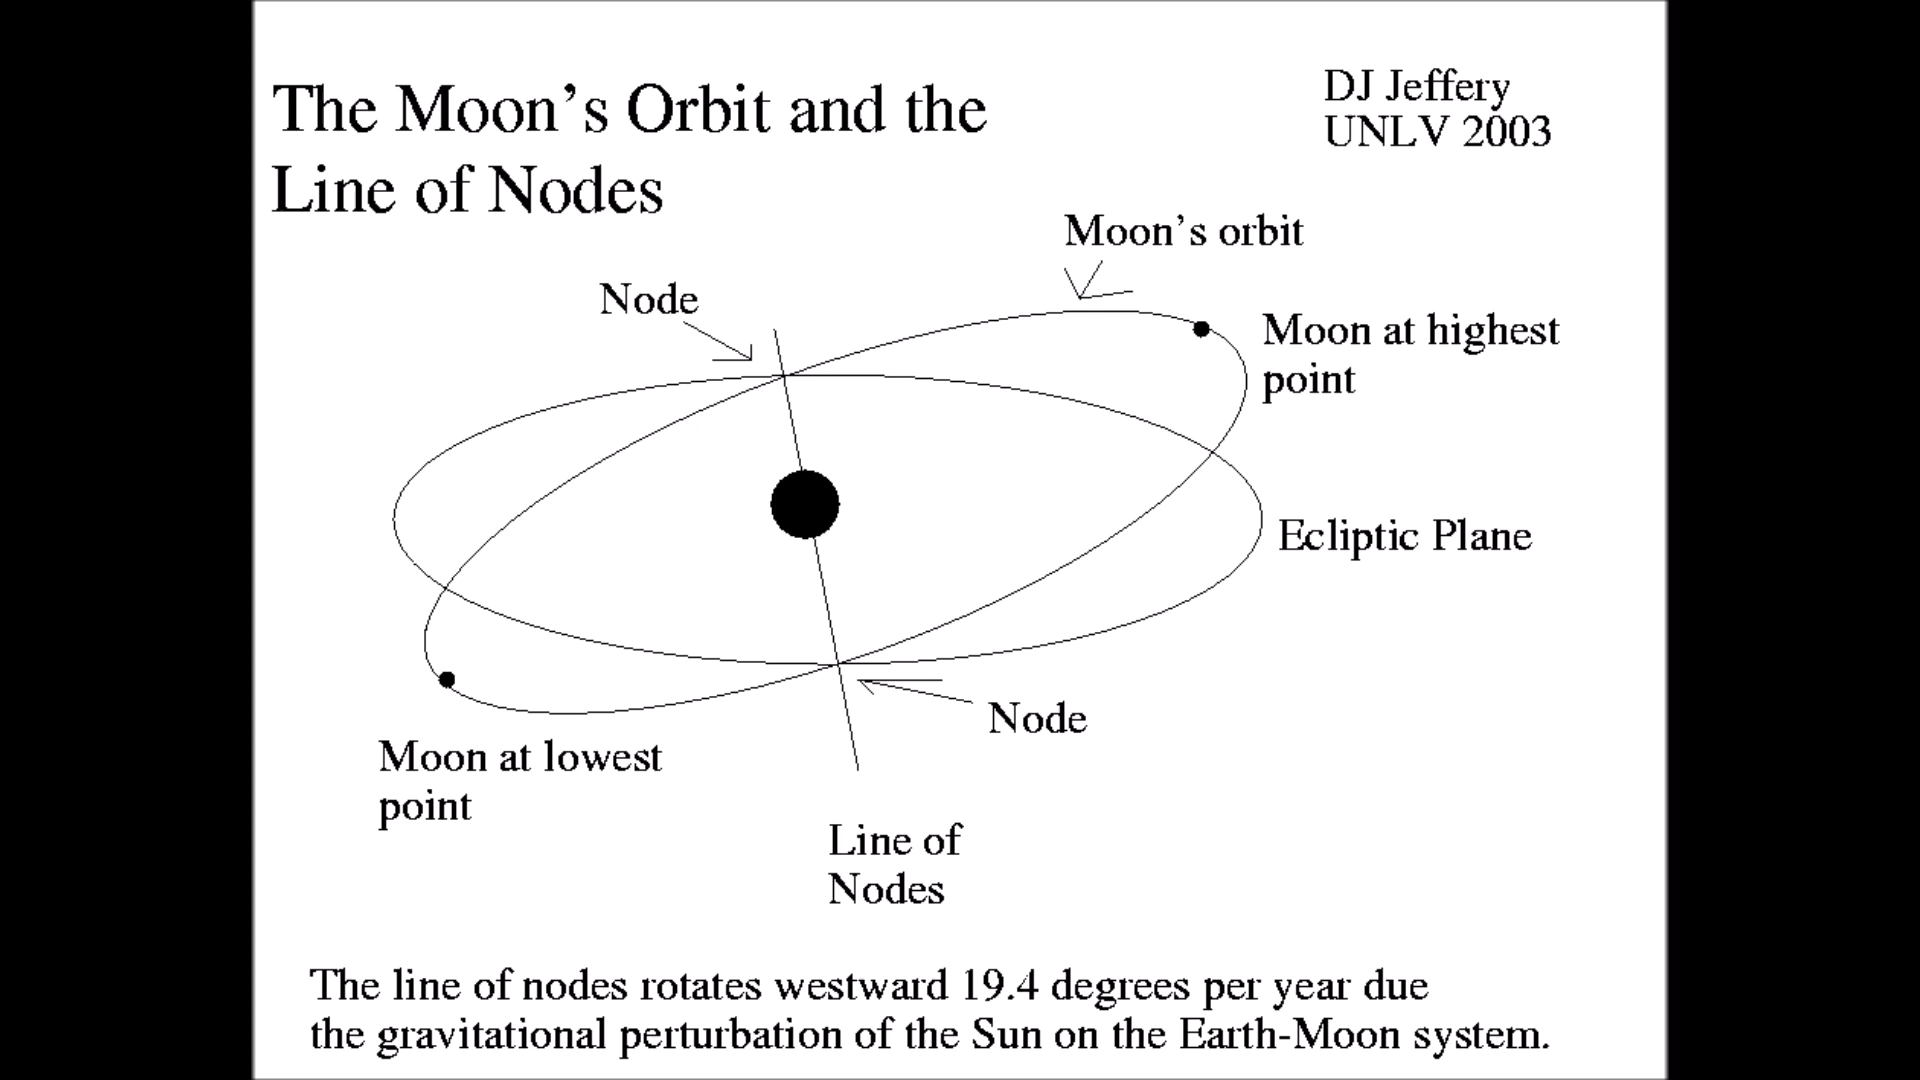 The Moon's Orbit and the
Line of Nodes
DJ Jeffery
UNLV 2003
Moon's orbit
Node
Moon at highest
point
Ecliptic Plane
Node
Moon at lowest
point
Line of
Nodes
The line of nodes rotates westward 19.4 degrees per year due
the gravitational perturbation of the Sun on the Earth-Moon system.